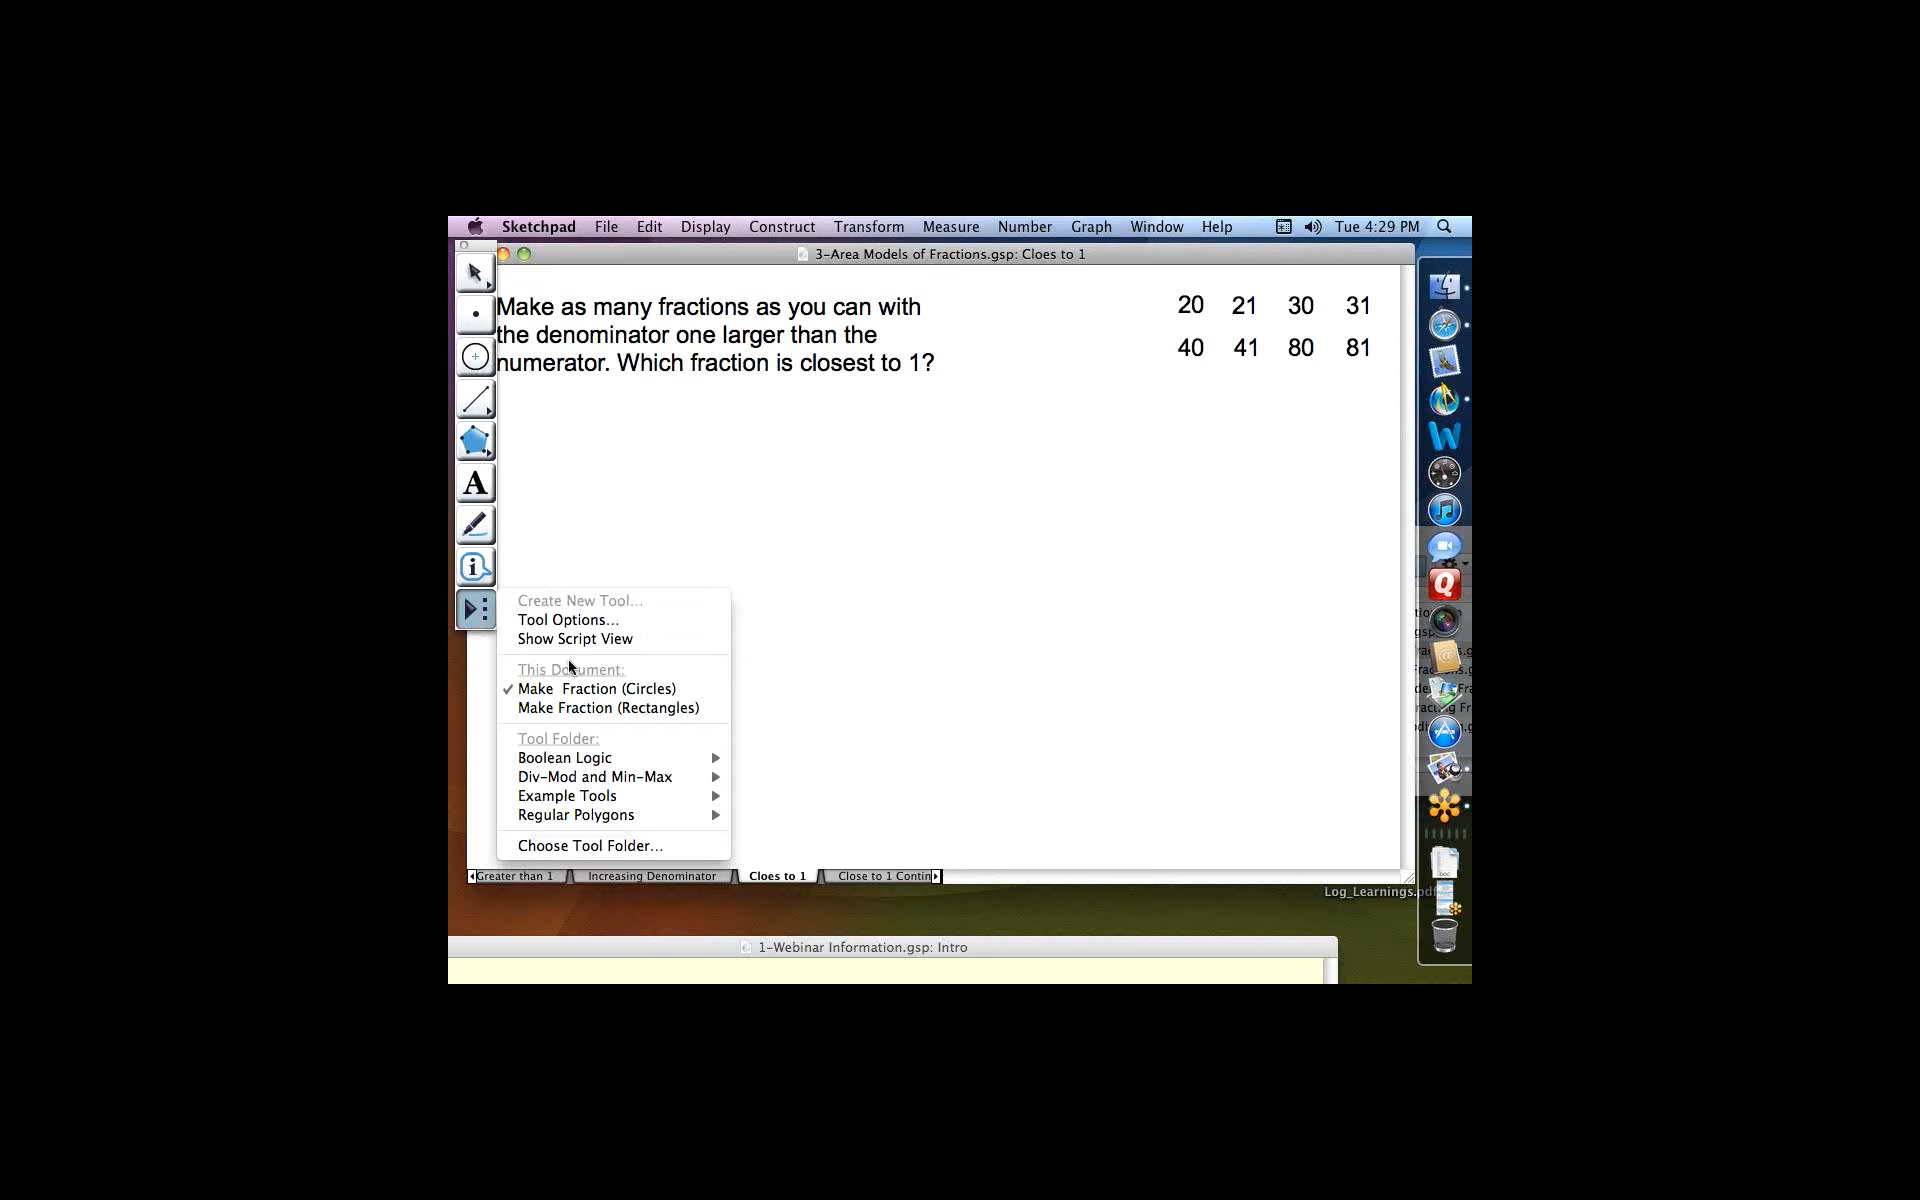 Sketchpad File Edit Display Construct Transform Measure Number Graph Window Help Tue 4:29 PM
3-Area Models of Fractions.gsp: Cloes to 1
Make as many fractions as you can with
the denominator one larger than the
numerator. Which fraction is closest to 1?
20 21 30 31
40 41 80 81
A
Create New Tool...
Tool Options...
Show Script View
This Document:
Make Fraction (Circles)
Make Fraction (Rectangles)
Tool Folder:
Boolean Logic
Div-Mod and Min-Max
Example Tools
Regular Polygons
Choose Tool Folder...
Greater than 1 Increasing Denominator Cloes to 1 Close to 1 Contin
Log_Learnings.pd
1-Webinar Information.gsp: Intro